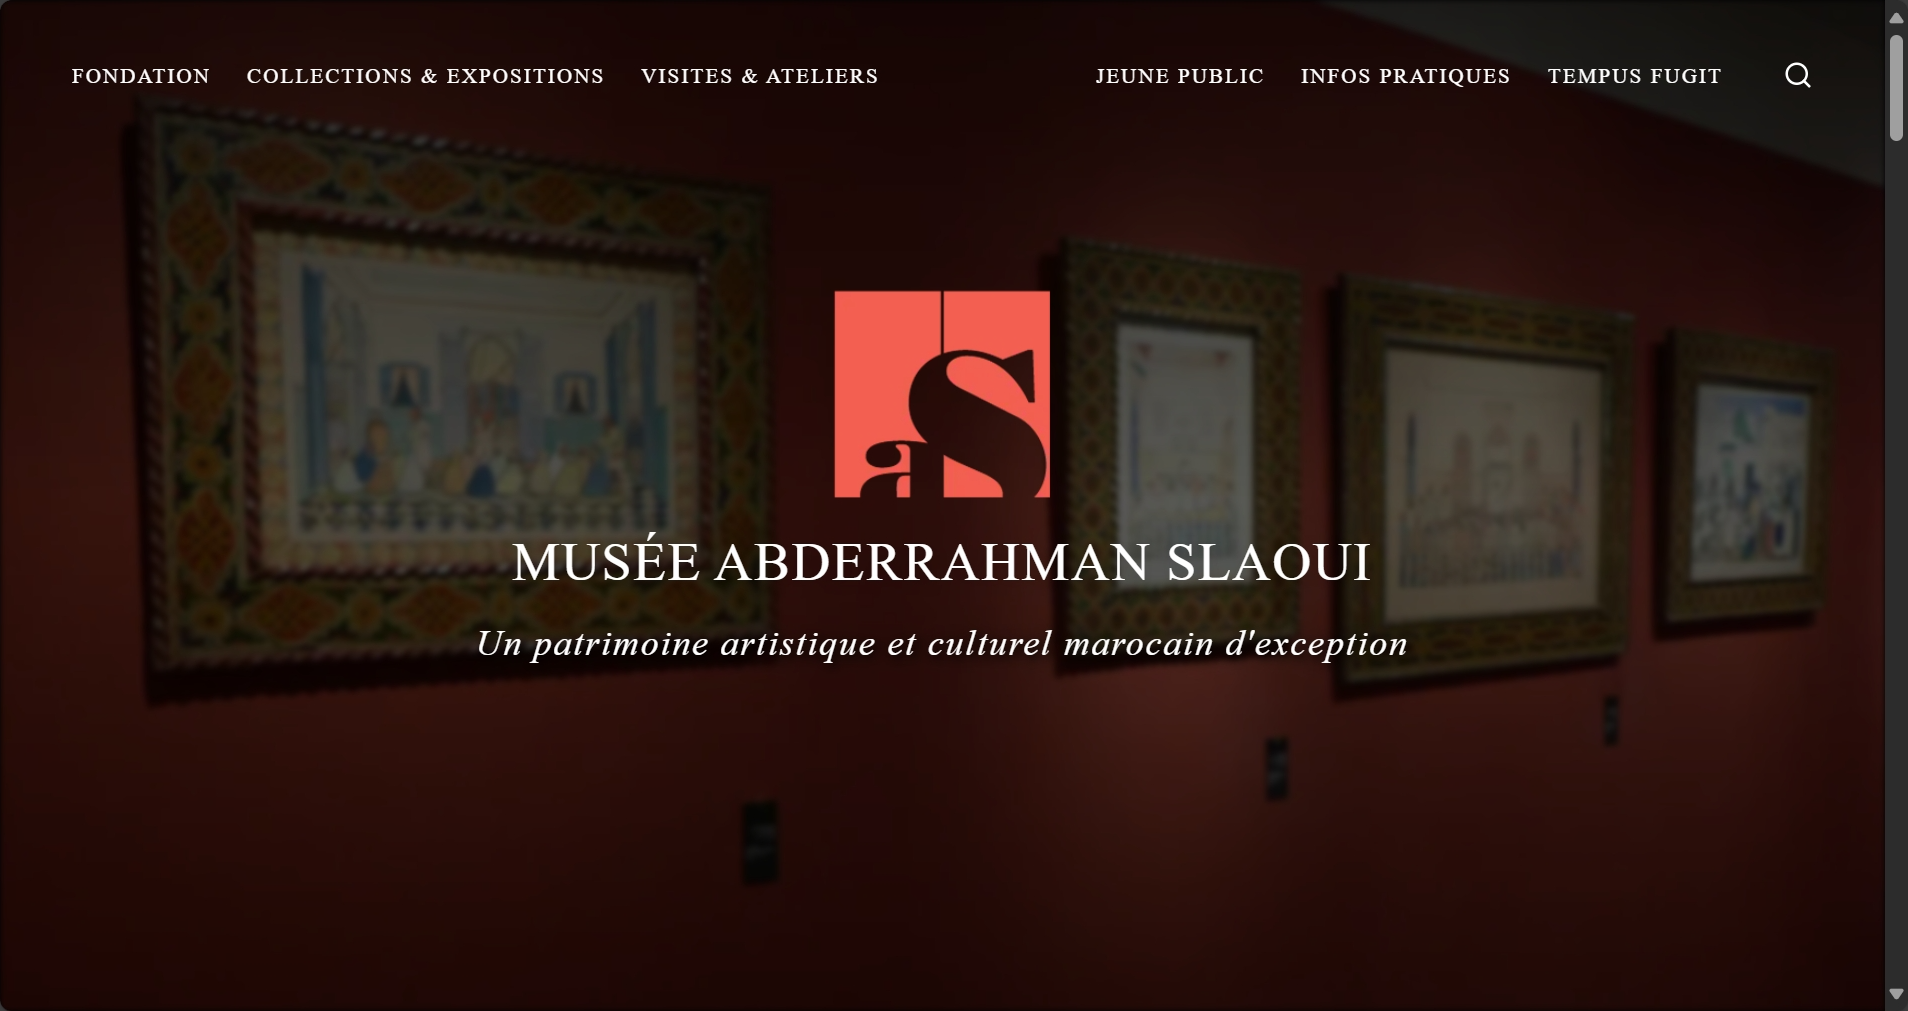 FONDATION COLLECTIONS & EXPOSITIONS VISITES & ATELIERS JEUNE PUBLIC INFOS PRATIQUES TEMPUS FUGIT
aS
MUSÉE ABDERRAHMAN SLAOUI
Un patrimoine artistique et culturel marocain d'exception